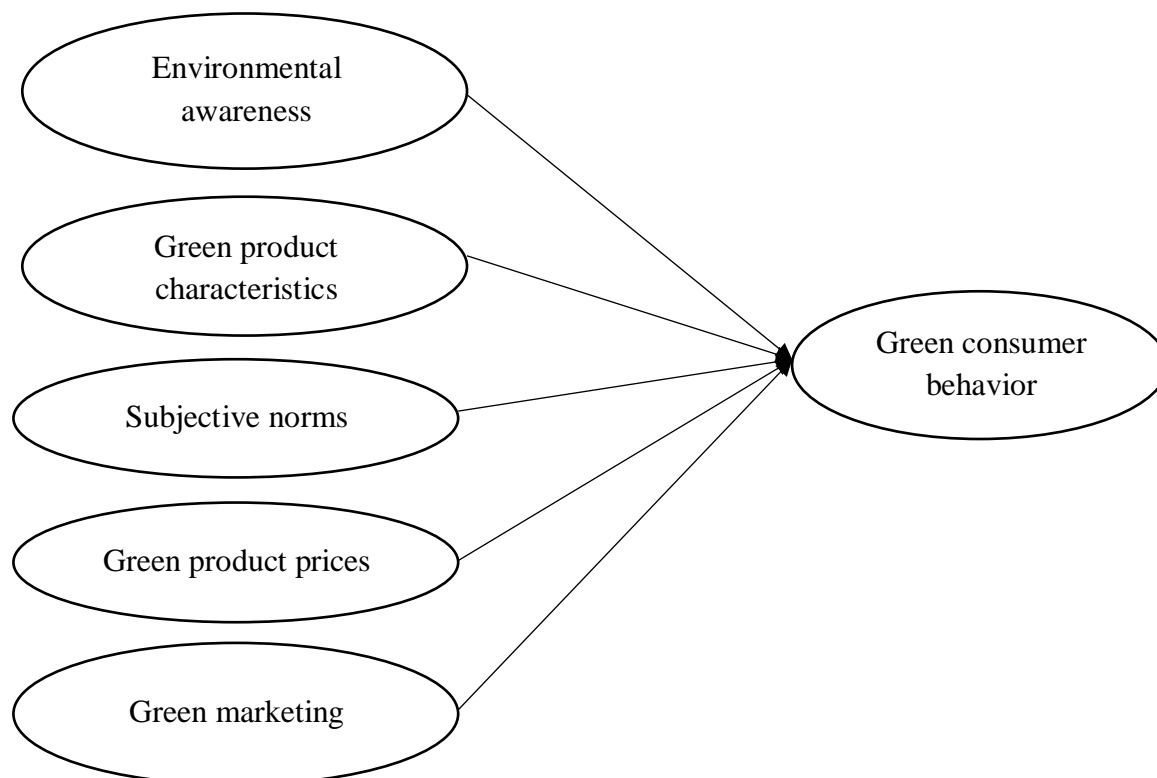 Environmental
awareness
Green product
characteristics
Subjective norms
Green product prices
Green marketing
Green consumer
behavior